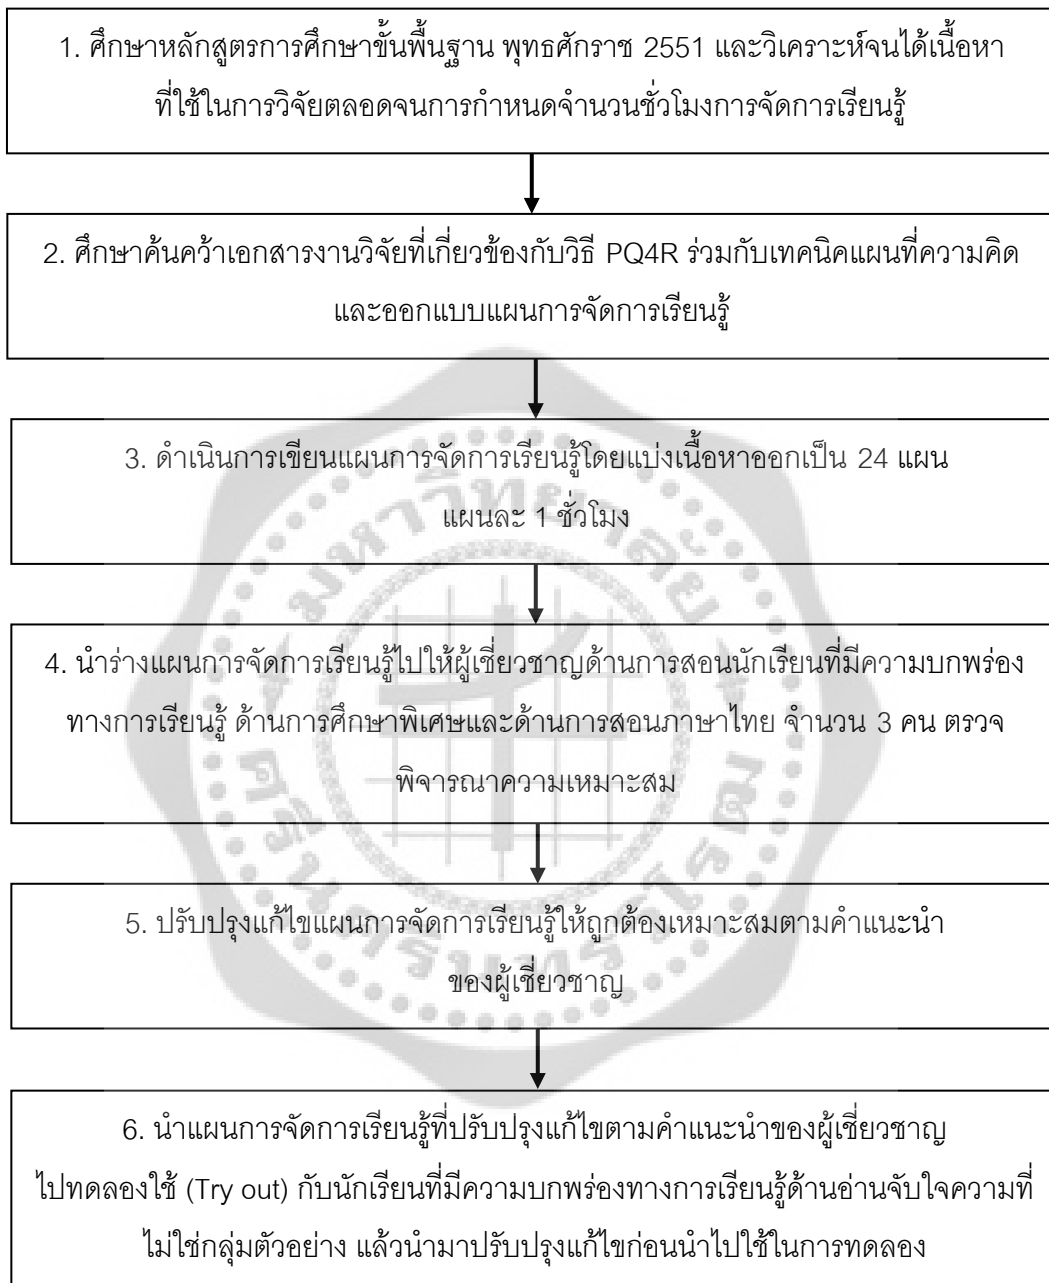 1. ศึกษาหลักสูตรการศึกษาขั้นพื้นฐาน พุทธศักราช 2551 และวิเคราะห์จนได้เนื้อหา
ที่ใช้ในการวิจัยตลอดจนการกำหนดจำนวนชั่วโมงการจัดการเรียนรู้
2. ศึกษาค้นคว้าเอกสารงานวิจัยที่เกี่ยวข้องกับวิธี PQ4R ร่วมกับเทคนิคแผนที่ความคิด
และออกแบบแผนการจัดการเรียนรู้
3. ดำเนินการเขียนแผนการจัดการเรียนรู้โดยแบ่งเนื้อหาออกเป็น 24 แผน
แผนละ 1 ชั่วโมง
4. นำร่างแผนการจัดการเรียนรู้ไปให้ผู้เชี่ยวชาญด้านการสอนนักเรียนที่มีความบกพร่อง
ทางการเรียนรู้ ด้านการศึกษาพิเศษและด้านการสอนภาษาไทย จำนวน 3 คน ตรวจ
พิจารณาความเหมาะสม
5. ปรับปรุงแก้ไขแผนการจัดการเรียนรู้ให้ถูกต้องเหมาะสมตามคำแนะนำ
ของผู้เชี่ยวชาญ
6. นำแผนการจัดการเรียนรู้ที่ปรับปรุงแก้ไขตามคำแนะนำของผู้เชี่ยวชาญ
ไปทดลองใช้ (Try out) กับนักเรียนที่มีความบกพร่องทางการเรียนรู้ด้านอ่านจับใจความที่
ไม่ใช่กลุ่มตัวอย่าง แล้วนำมาปรับปรุงแก้ไขก่อนนำไปใช้ในการทดลอง
มหาวิทยาลัย
ศรีนครินทรวิโรฒ